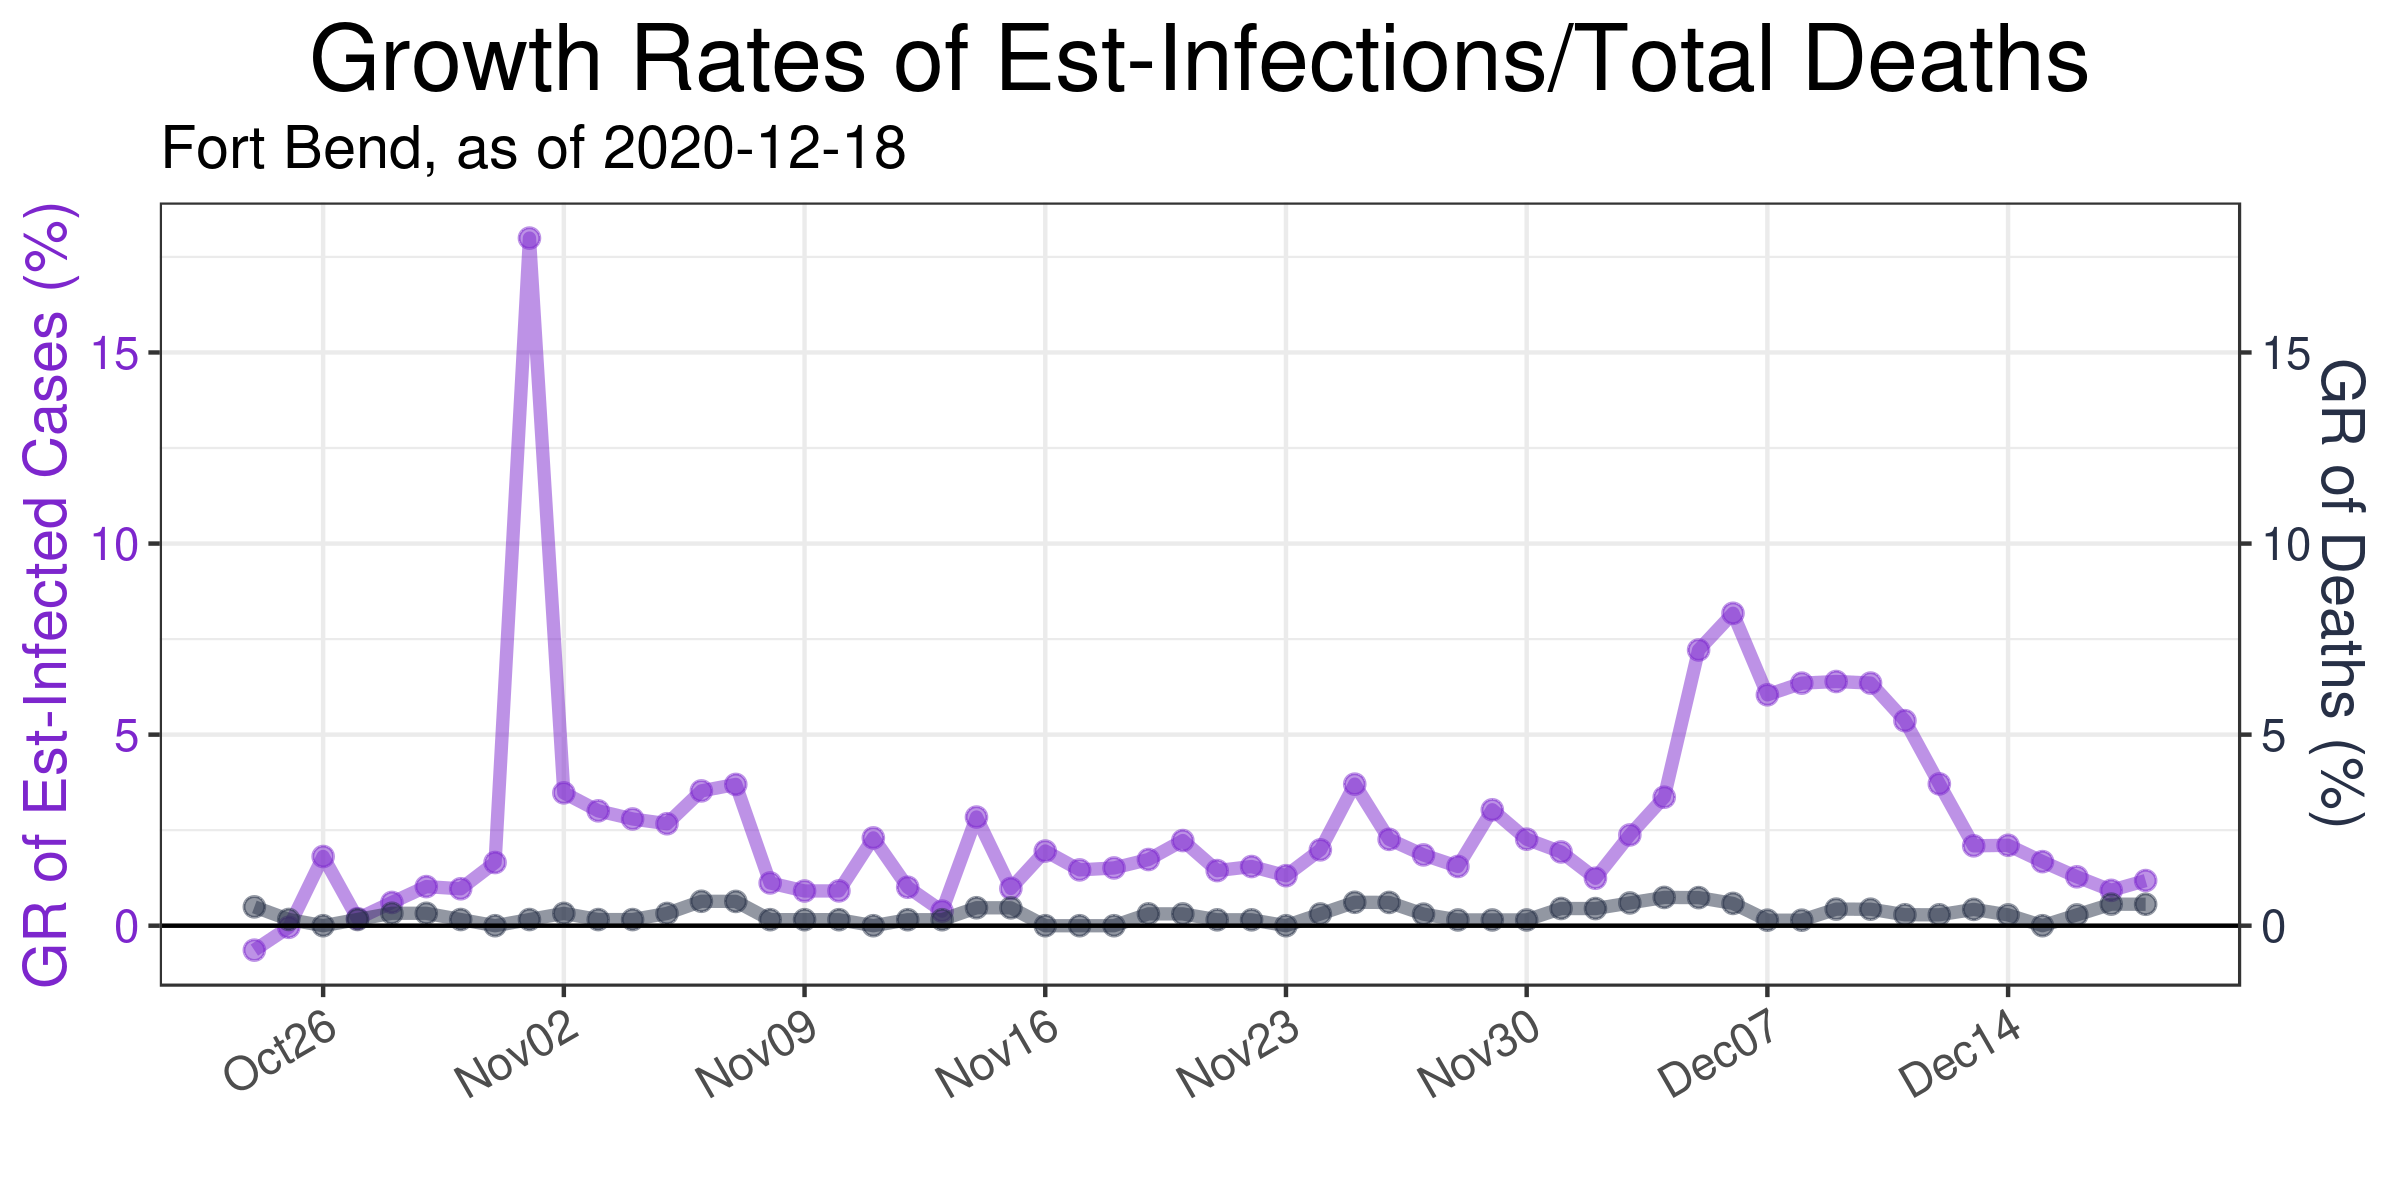 Growth Rates of Est-Infections/Total Deaths
Fort Bend, as of 2020-12-18
GR of Est-Infected Cases (%)
15
10
5
0
15
10
5
0
GR of Deaths (%)
Oct26
Nov02
Nov09
Nov16
Nov23
Nov30
Dec07
Dec14